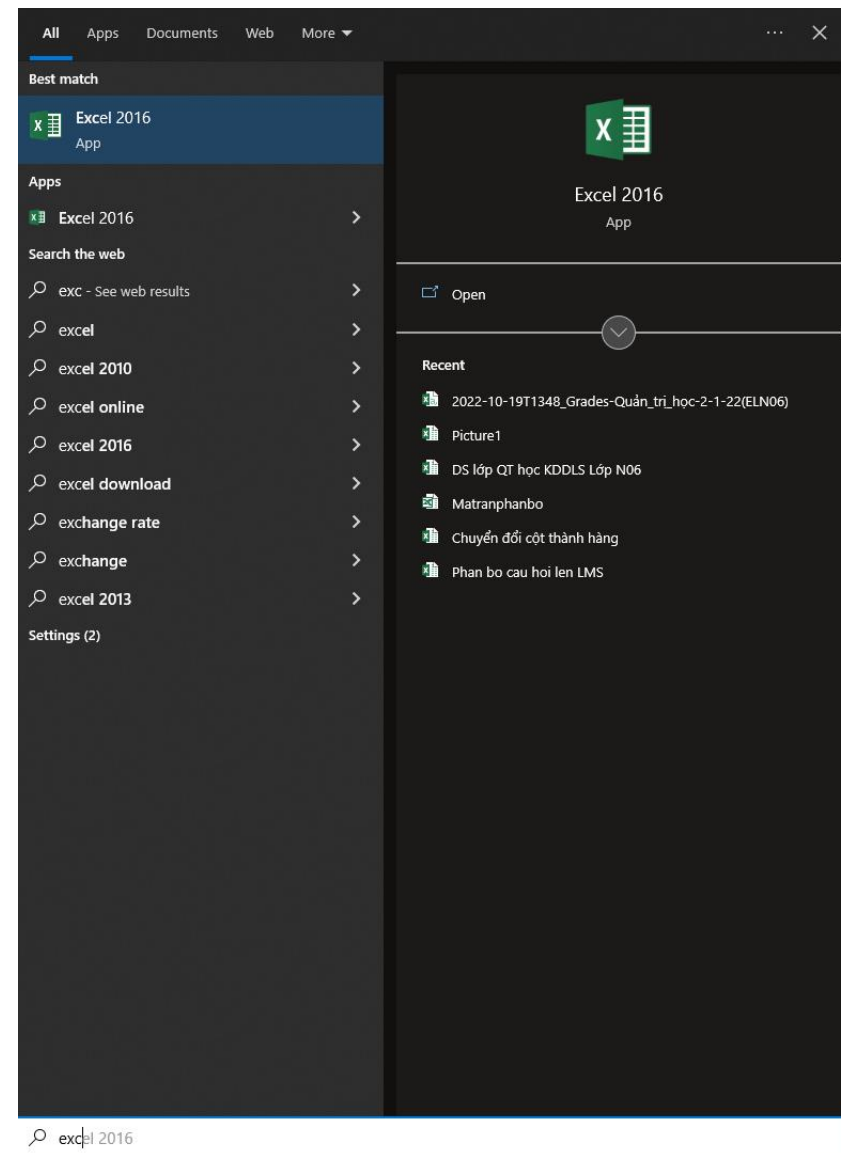 All Apps Documents Web More
Best match
Excel 2016
App
Apps
Excel 2016
Search the web
exc - See web results
excel
excel 2010
excel online
excel 2016
excel download
exchange rate
exchange
excel 2013
Settings (2)
Excel 2016
App
Open
Recent
2022-10-19T1348_Grades-Quản_trị_học-2-1-22(ELN06)
Picture1
DS lớp QT học KDDLS Lớp N06
Matranphanbo
Chuyển đổi cột thành hàng
Phan bo cau hoi len LMS
excel 2016